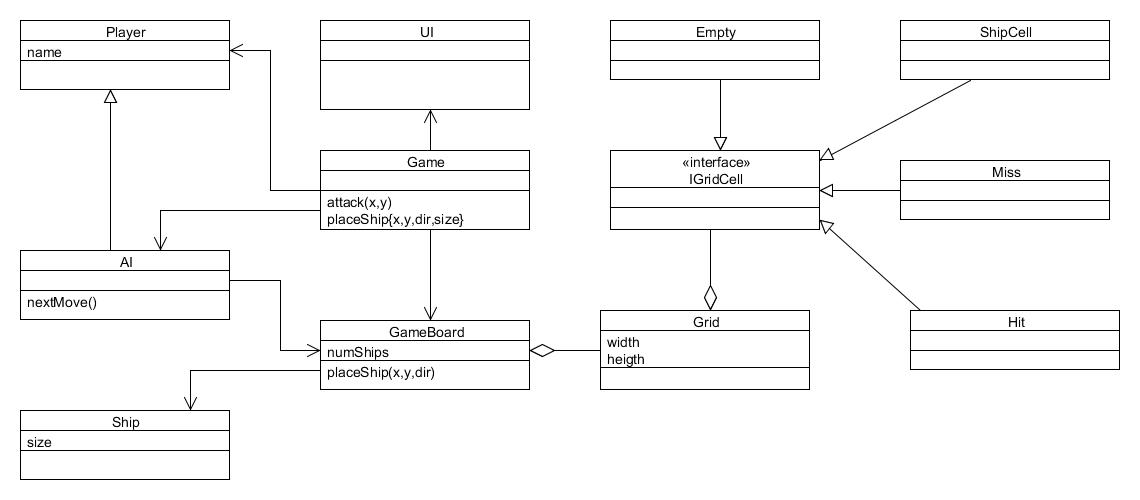 Player
name
UI
Empty
ShipCell
Game
attack(x,y)
placeShip{x,y,dir,size}
«interface»
IGridCell
Miss
AI
nextMove()
GameBoard
numShips
placeShip(x,y,dir)
Grid
width
heigth
Hit
Ship
size